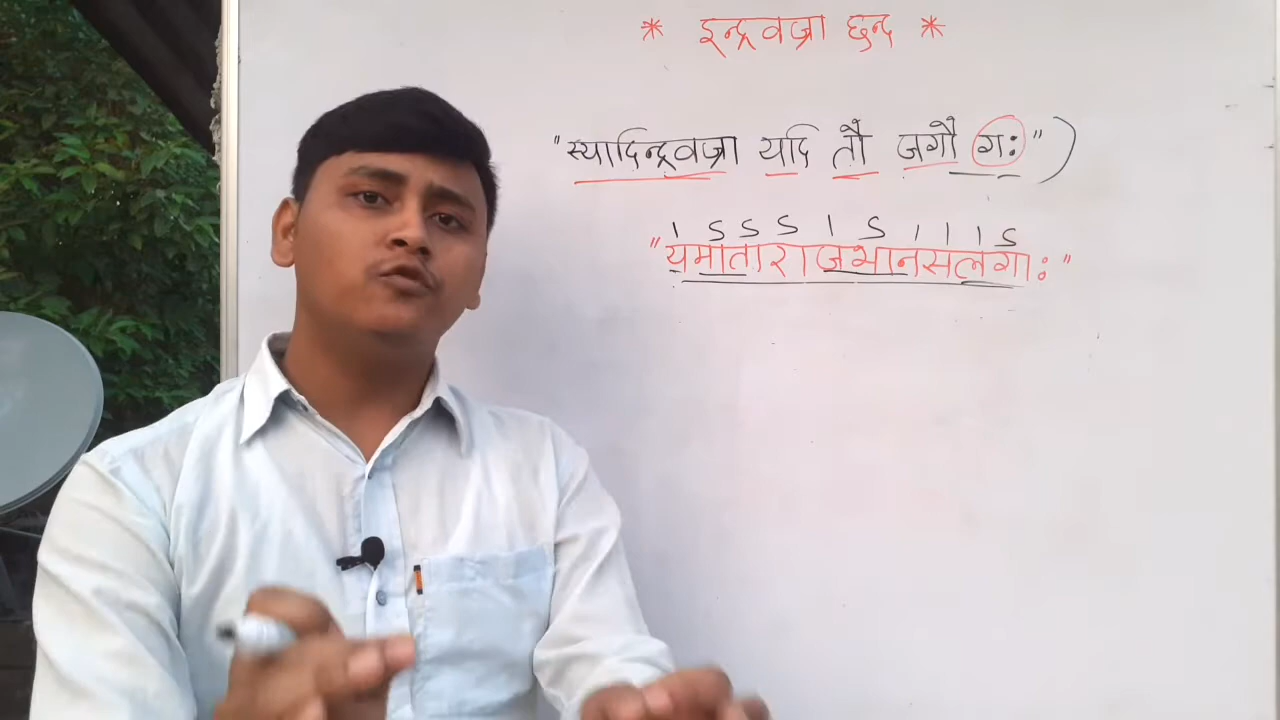 * इन्द्रवज्रा छन्द *
"स्यादिन्द्रवज्रा यदि तौ जगौ गः")
। ऽ ऽ ऽ । ऽ । । । ऽ
"यमाताराजभानसलगाः"